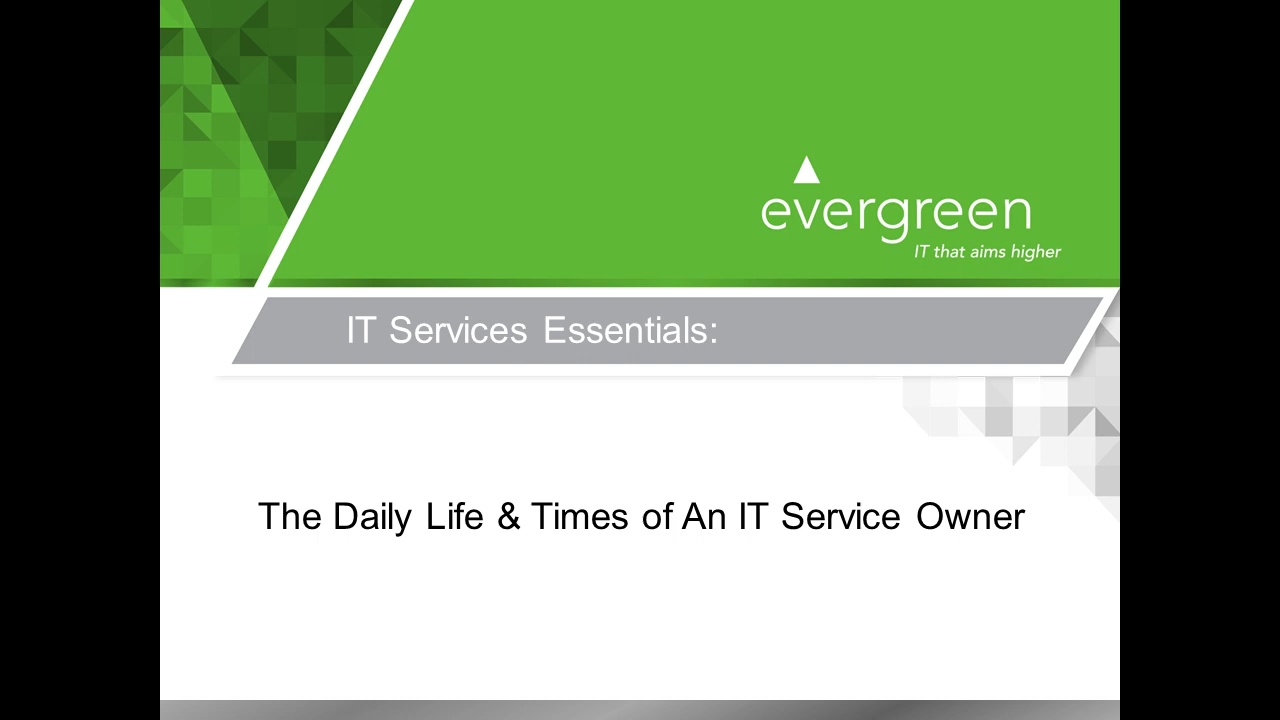 evergreen
IT that aims higher
IT Services Essentials:
The Daily Life & Times of An IT Service Owner